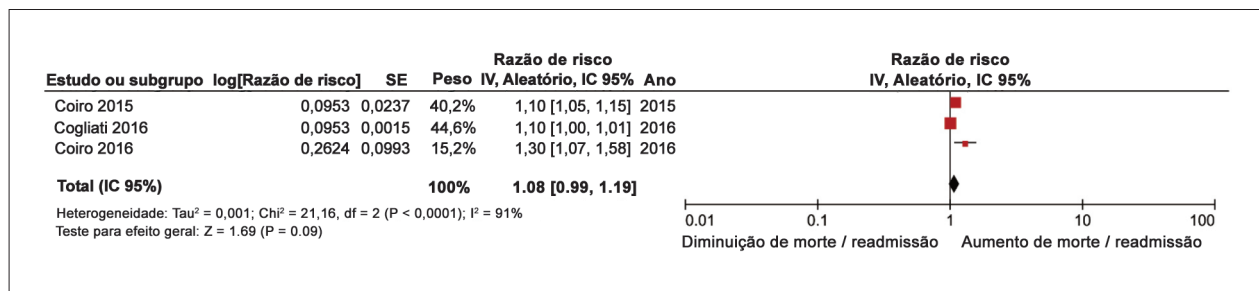 Razão de risco Razão de risco
Estudo ou subgrupo log[Razão de risco] SE Peso IV, Aleatório, IC 95% Ano IV, Aleatório, IC 95%
Coiro 2015 0,0953 0,0237 40,2% 1,10 [1,05, 1,15] 2015
Cogliati 2016 0,0953 0,0015 44,6% 1,10 [1,00, 1,01] 2016
Coiro 2016 0,2624 0,0993 15,2% 1,30 [1,07, 1,58] 2016
Total (IC 95%) 100% 1.08 [0.99, 1.19]
Heterogeneidade: Tau² = 0,001; Chi² = 21,16, df = 2 (P < 0,0001); I² = 91%
Teste para efeito geral: Z = 1.69 (P = 0.09)
0.01 0.1 1 10 100
Diminuição de morte / readmissão Aumento de morte / readmissão